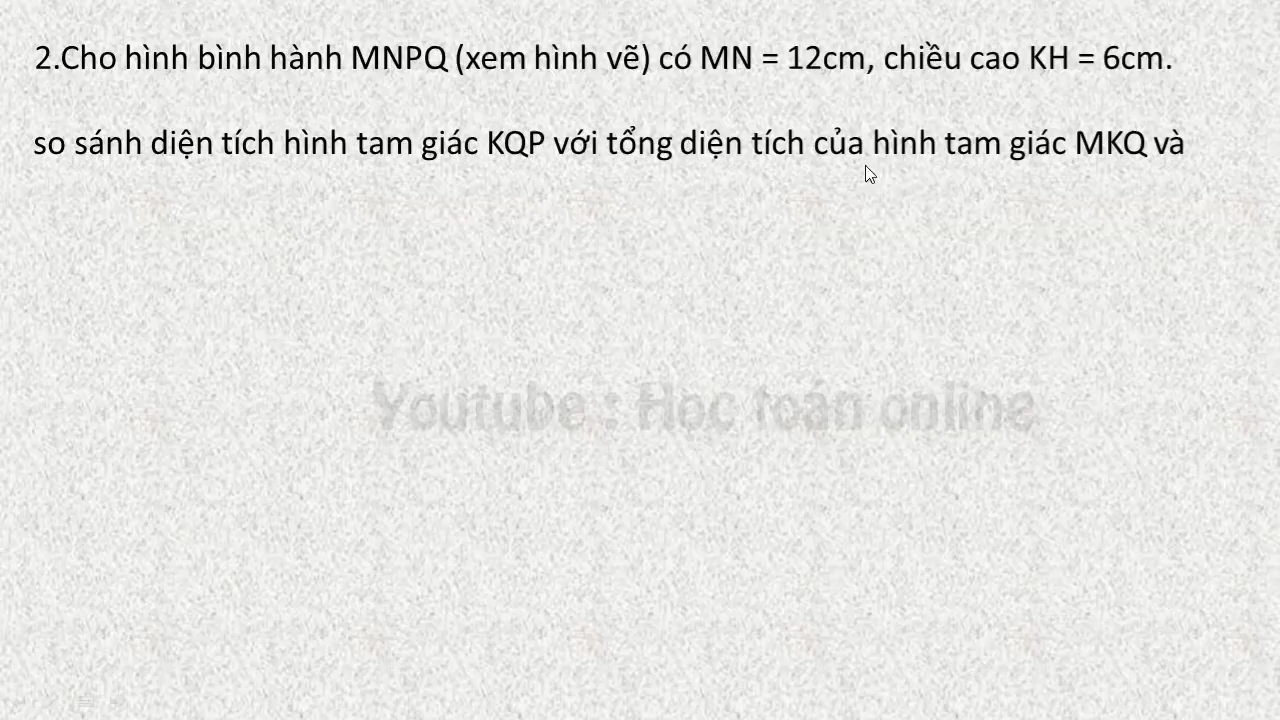 2.Cho hình bình hành MNPQ (xem hình vẽ) có MN = 12cm, chiều cao KH = 6cm.
so sánh diện tích hình tam giác KQP với tổng diện tích của hình tam giác MKQ và
Youtube : Học toán online